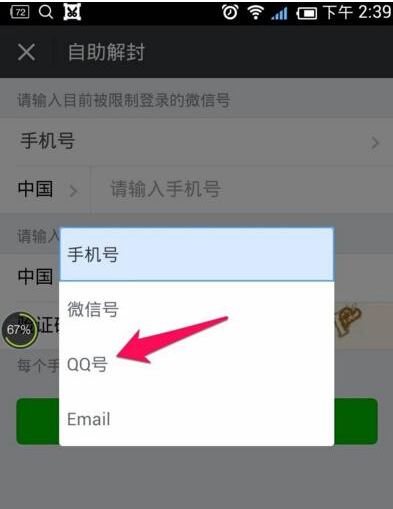 72 下午 2:39
自助解封
请输入目前被限制登录的微信号
手机号
中国 请输入手机号
请输入
手机号
中国
微信号
67% 证
QQ号
每个手
Email